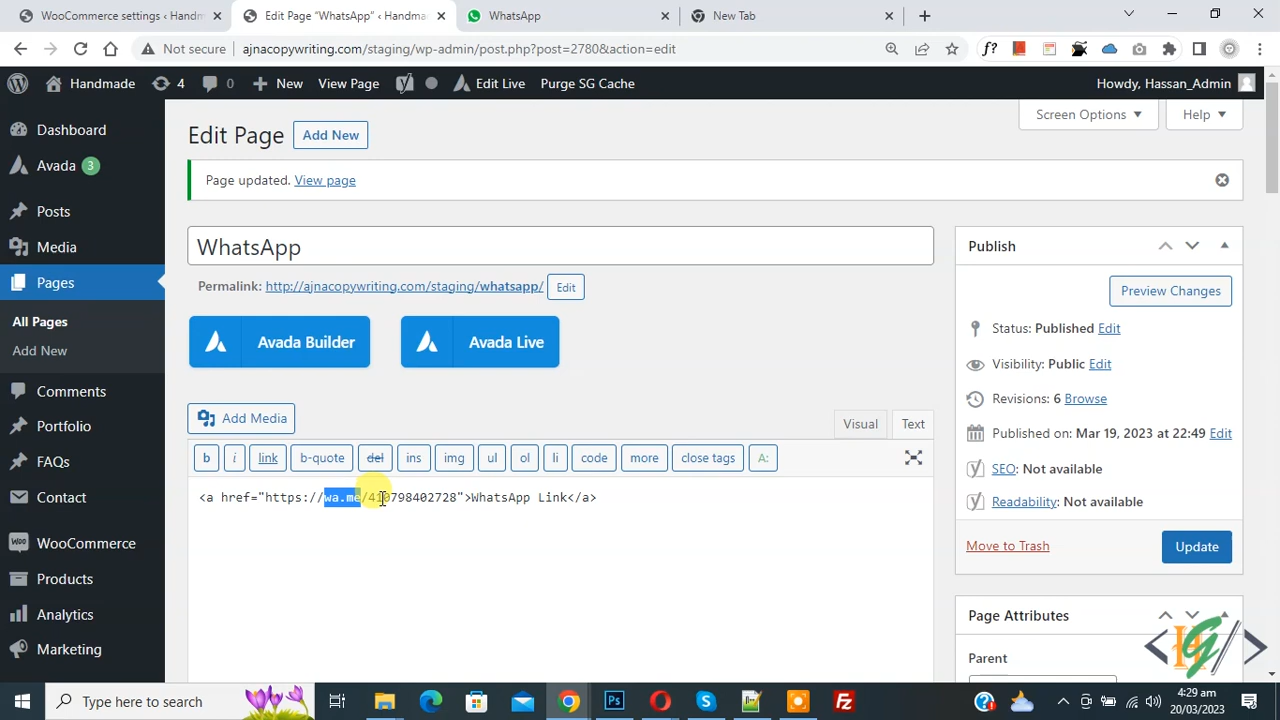 WooCommerce settings ‹ Handm
Edit Page “WhatsApp” ‹ Handma
WhatsApp
New Tab
Not secure
ajnacopywriting.com/staging/wp-admin/post.php?post=2780&action=edit
f?
Handmade
4
0
New
View Page
Edit Live
Purge SG Cache
Howdy, Hassan_Admin
Dashboard
Avada 3
Posts
Media
Pages
All Pages
Add New
Comments
Portfolio
FAQs
Contact
WooCommerce
Products
Analytics
Marketing
Screen Options
Help
Edit Page
Add New
Page updated. View page
WhatsApp
Permalink: http://ajnacopywriting.com/staging/whatsapp/ Edit
Avada Builder
Avada Live
Add Media
Visual
Text
b
i
link
b-quote
del
ins
img
ul
ol
li
code
more
close tags
A:
<a href="https://wa.me/410798402728">WhatsApp Link</a>
Publish
Preview Changes
Status: Published Edit
Visibility: Public Edit
Revisions: 6 Browse
Published on: Mar 19, 2023 at 22:49 Edit
SEO: Not available
Readability: Not available
Move to Trash
Update
Page Attributes
Parent
Type here to search
4:29 am
20/03/2023